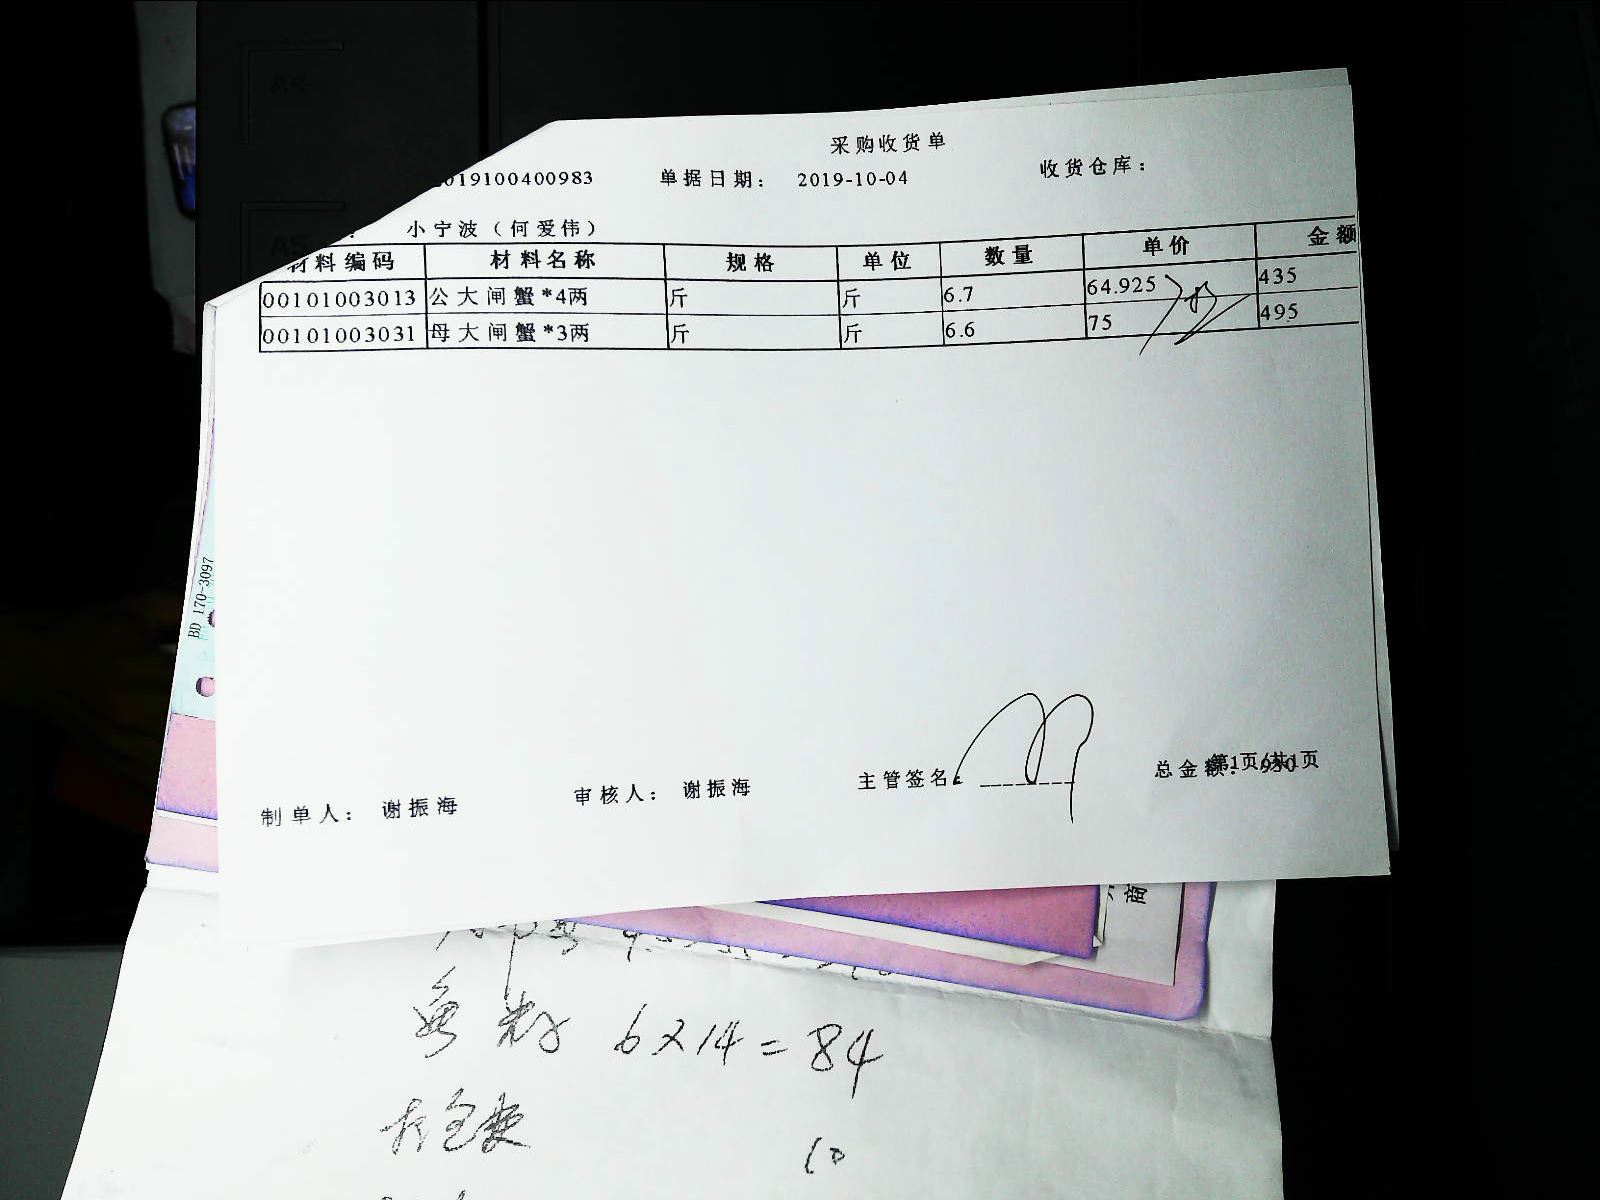 采购收货单
019100400983 单据日期： 2019-10-04 收货仓库：
： 小宁波（何爱伟）
材料编码 材料名称 规格 单位 数量 单价 金额
00101003013 公大闸蟹*4两 斤 斤 6.7 64.925 435
00101003031 母大闸蟹*3两 斤 斤 6.6 75 495
BD 170-3097
制单人： 谢振海 审核人： 谢振海 主管签名： 总金额：930 第1页/共1页
商
6×14=84
打包费 10